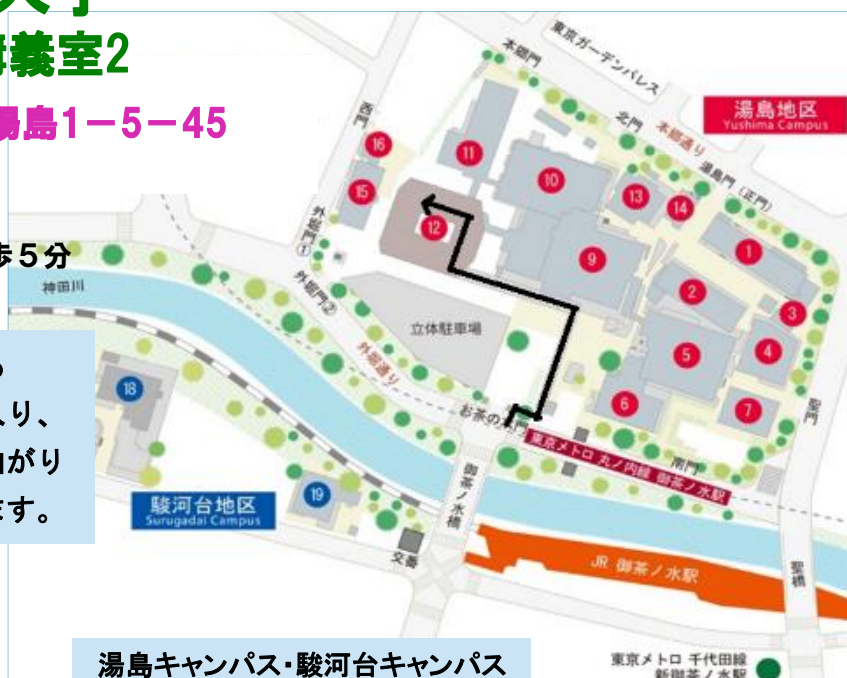 講義室2
湯島1－5－45
歩５分
り、
曲がり
ます。
東京ガーデンパレス
本郷門
西門
北門
本郷通り
湯島門（正門）
湯島地区
Yushima Campus
16
11
15
10
13
14
12
9
1
2
3
5
4
6
7
外堀門
①
外堀門②
神田川
立体駐車場
外堀通り
お茶の水門
東京メトロ 丸ノ内線 御茶ノ水駅
南門
聖門
18
19
駿河台地区
Surugadai Campus
御茶ノ水橋
交番
JR 御茶ノ水駅
聖橋
東京メトロ 千代田線
新御茶ノ水駅
湯島キャンパス・駿河台キャンパス